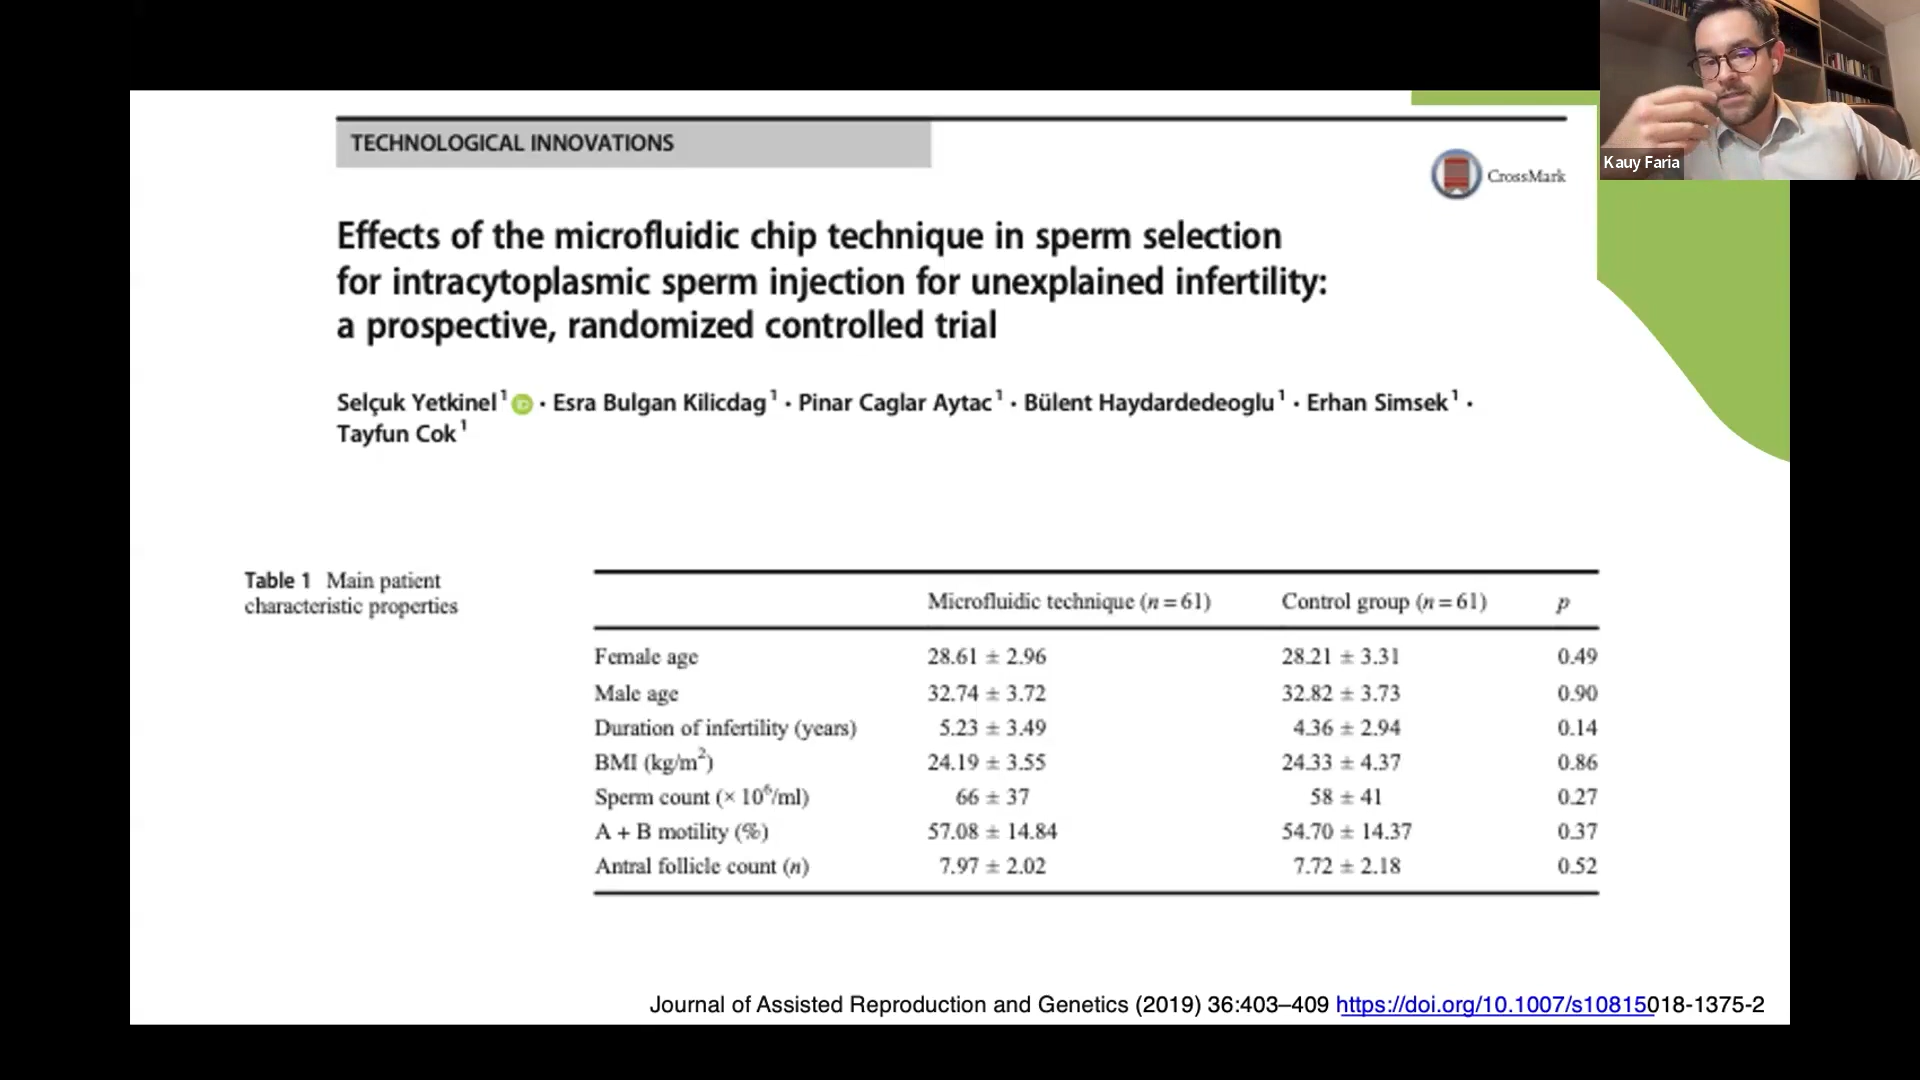 TECHNOLOGICAL INNOVATIONS
CrossMark
Kauy Faria
Effects of the microfluidic chip technique in sperm selection
for intracytoplasmic sperm injection for unexplained infertility:
a prospective, randomized controlled trial
Selçuk Yetkinel¹ iD · Esra Bulgan Kilicdag¹ · Pinar Caglar Aytac¹ · Bülent Haydardedeoglu¹ · Erhan Simsek¹ ·
Tayfun Cok¹
Table 1 Main patient
characteristic properties
Microfluidic technique (n = 61) Control group (n = 61) p
Female age 28.61 ± 2.96 28.21 ± 3.31 0.49
Male age 32.74 ± 3.72 32.82 ± 3.73 0.90
Duration of infertility (years) 5.23 ± 3.49 4.36 ± 2.94 0.14
BMI (kg/m²) 24.19 ± 3.55 24.33 ± 4.37 0.86
Sperm count (× 10⁶/ml) 66 ± 37 58 ± 41 0.27
A + B motility (%) 57.08 ± 14.84 54.70 ± 14.37 0.37
Antral follicle count (n) 7.97 ± 2.02 7.72 ± 2.18 0.52
Journal of Assisted Reproduction and Genetics (2019) 36:403–409 https://doi.org/10.1007/s10815018-1375-2